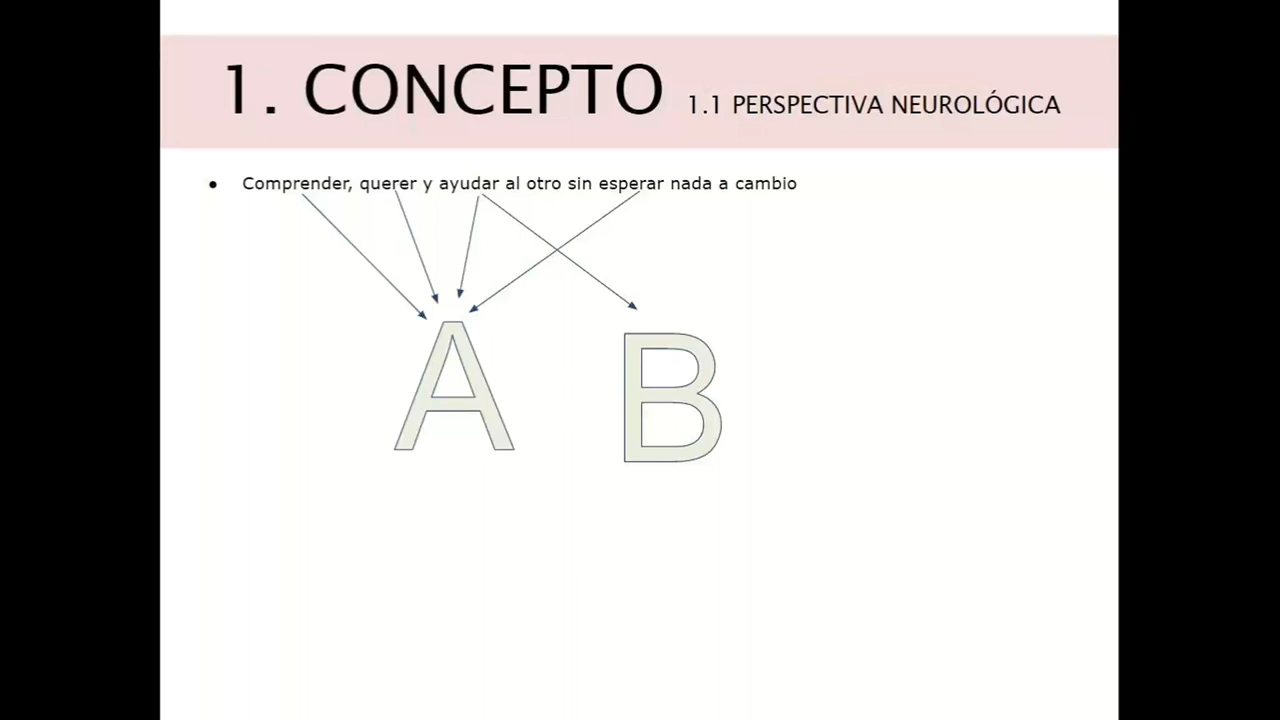 1. CONCEPTO 1.1 PERSPECTIVA NEUROLÓGICA
● Comprender, querer y ayudar al otro sin esperar nada a cambio
A B